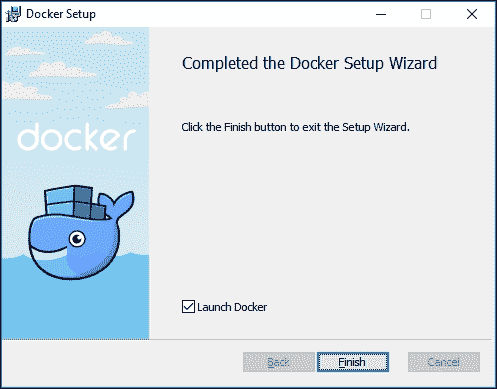 Docker Setup
Completed the Docker Setup Wizard
docker
Click the Finish button to exit the Setup Wizard.
Launch Docker
Back
Finish
Cancel